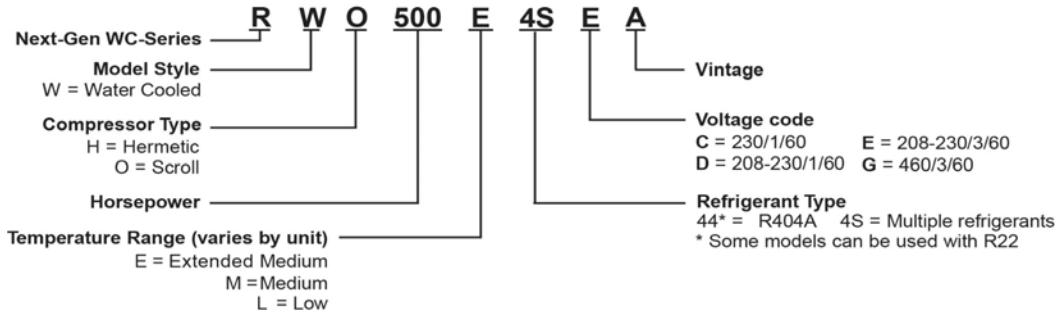 R W O 500 E 4S E A
Next-Gen WC-Series
Model Style
W = Water Cooled
Compressor Type
H = Hermetic
O = Scroll
Horsepower
Temperature Range (varies by unit)
E = Extended Medium
M =Medium
L = Low
Vintage
Voltage code
C = 230/1/60 E = 208-230/3/60
D = 208-230/1/60 G = 460/3/60
Refrigerant Type
44* = R404A 4S = Multiple refrigerants
* Some models can be used with R22